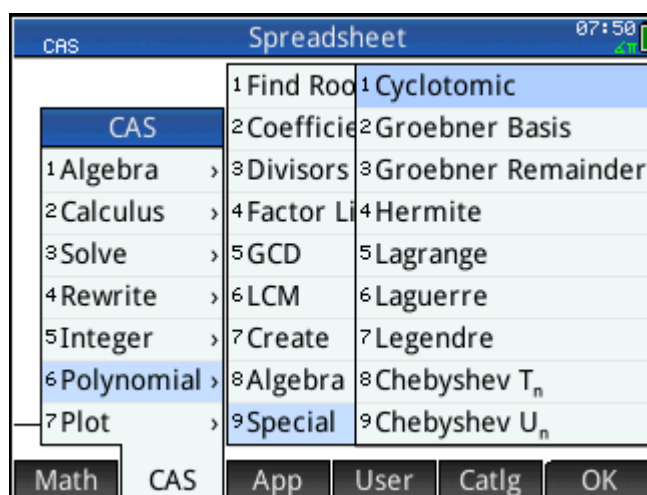 CAS Spreadsheet 07:50
∡π
CAS
1 Algebra ›
2 Calculus ›
3 Solve ›
4 Rewrite ›
5 Integer ›
6 Polynomial ›
7 Plot ›
1 Find Roo
2 Coefficie
3 Divisors
4 Factor Li
5 GCD
6 LCM
7 Create
8 Algebra
9 Special
1 Cyclotomic
2 Groebner Basis
3 Groebner Remainder
4 Hermite
5 Lagrange
6 Laguerre
7 Legendre
8 Chebyshev Tₙ
9 Chebyshev Uₙ
Math CAS App User Catlg OK